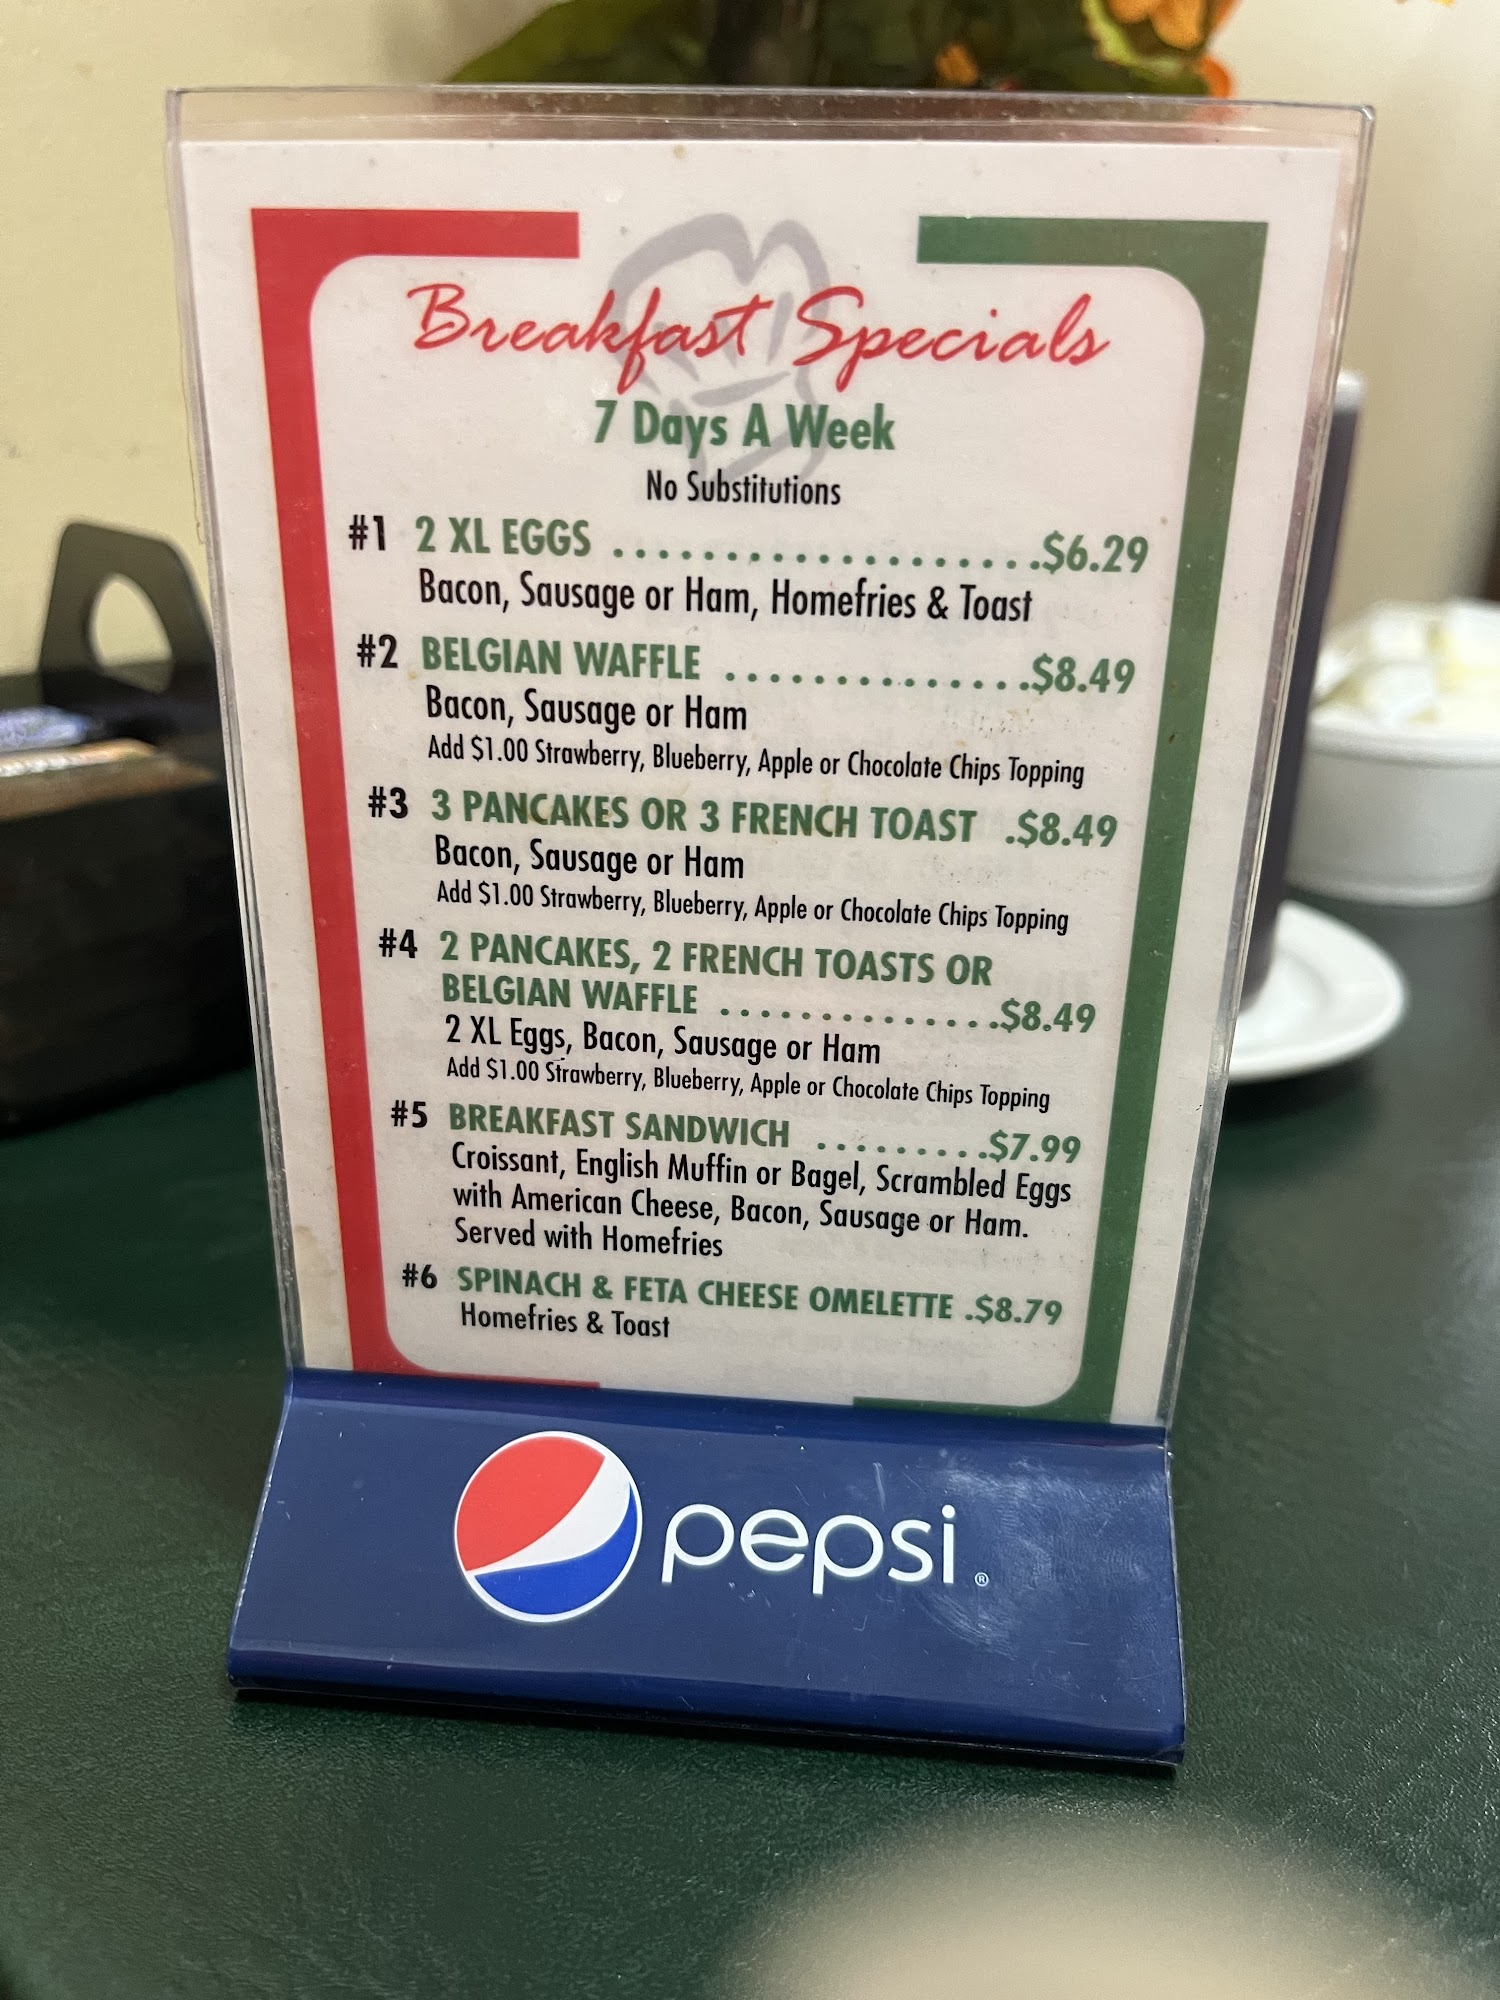 Breakfast Specials
7 Days A Week
No Substitutions
#1 2 XL EGGS ...................$6.29
Bacon, Sausage or Ham, Homefries & Toast
#2 BELGIAN WAFFLE ..............$8.49
Bacon, Sausage or Ham
Add $1.00 Strawberry, Blueberry, Apple or Chocolate Chips Topping
#3 3 PANCAKES OR 3 FRENCH TOAST .$8.49
Bacon, Sausage or Ham
Add $1.00 Strawberry, Blueberry, Apple or Chocolate Chips Topping
#4 2 PANCAKES, 2 FRENCH TOASTS OR
BELGIAN WAFFLE ..............$8.49
2 XL Eggs, Bacon, Sausage or Ham
Add $1.00 Strawberry, Blueberry, Apple or Chocolate Chips Topping
#5 BREAKFAST SANDWICH .........$7.99
Croissant, English Muffin or Bagel, Scrambled Eggs
with American Cheese, Bacon, Sausage or Ham.
Served with Homefries
#6 SPINACH & FETA CHEESE OMELETTE .$8.79
Homefries & Toast
pepsi®